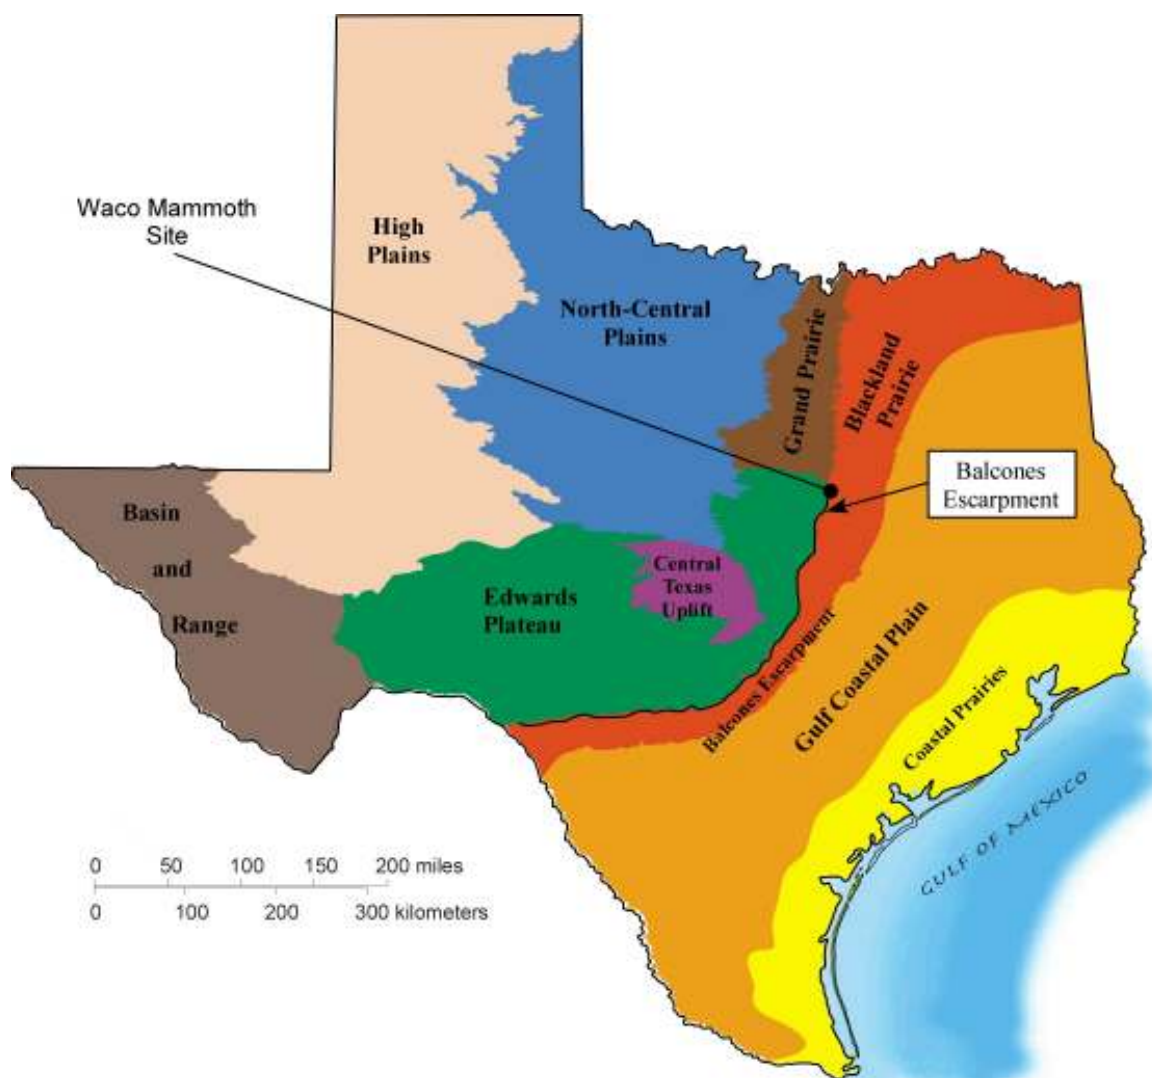 Waco Mammoth
Site
High
Plains
North-Central
Plains
Grand Prairie
Blackland
Prairie
Balcones
Escarpment
Basin
and
Range
Central
Texas
Uplift
Edwards
Plateau
Balcones Escarpment
Gulf Coastal Plain
Coastal Prairies
GULF OF MEXICO
0 50 100 150 200 miles
0 100 200 300 kilometers